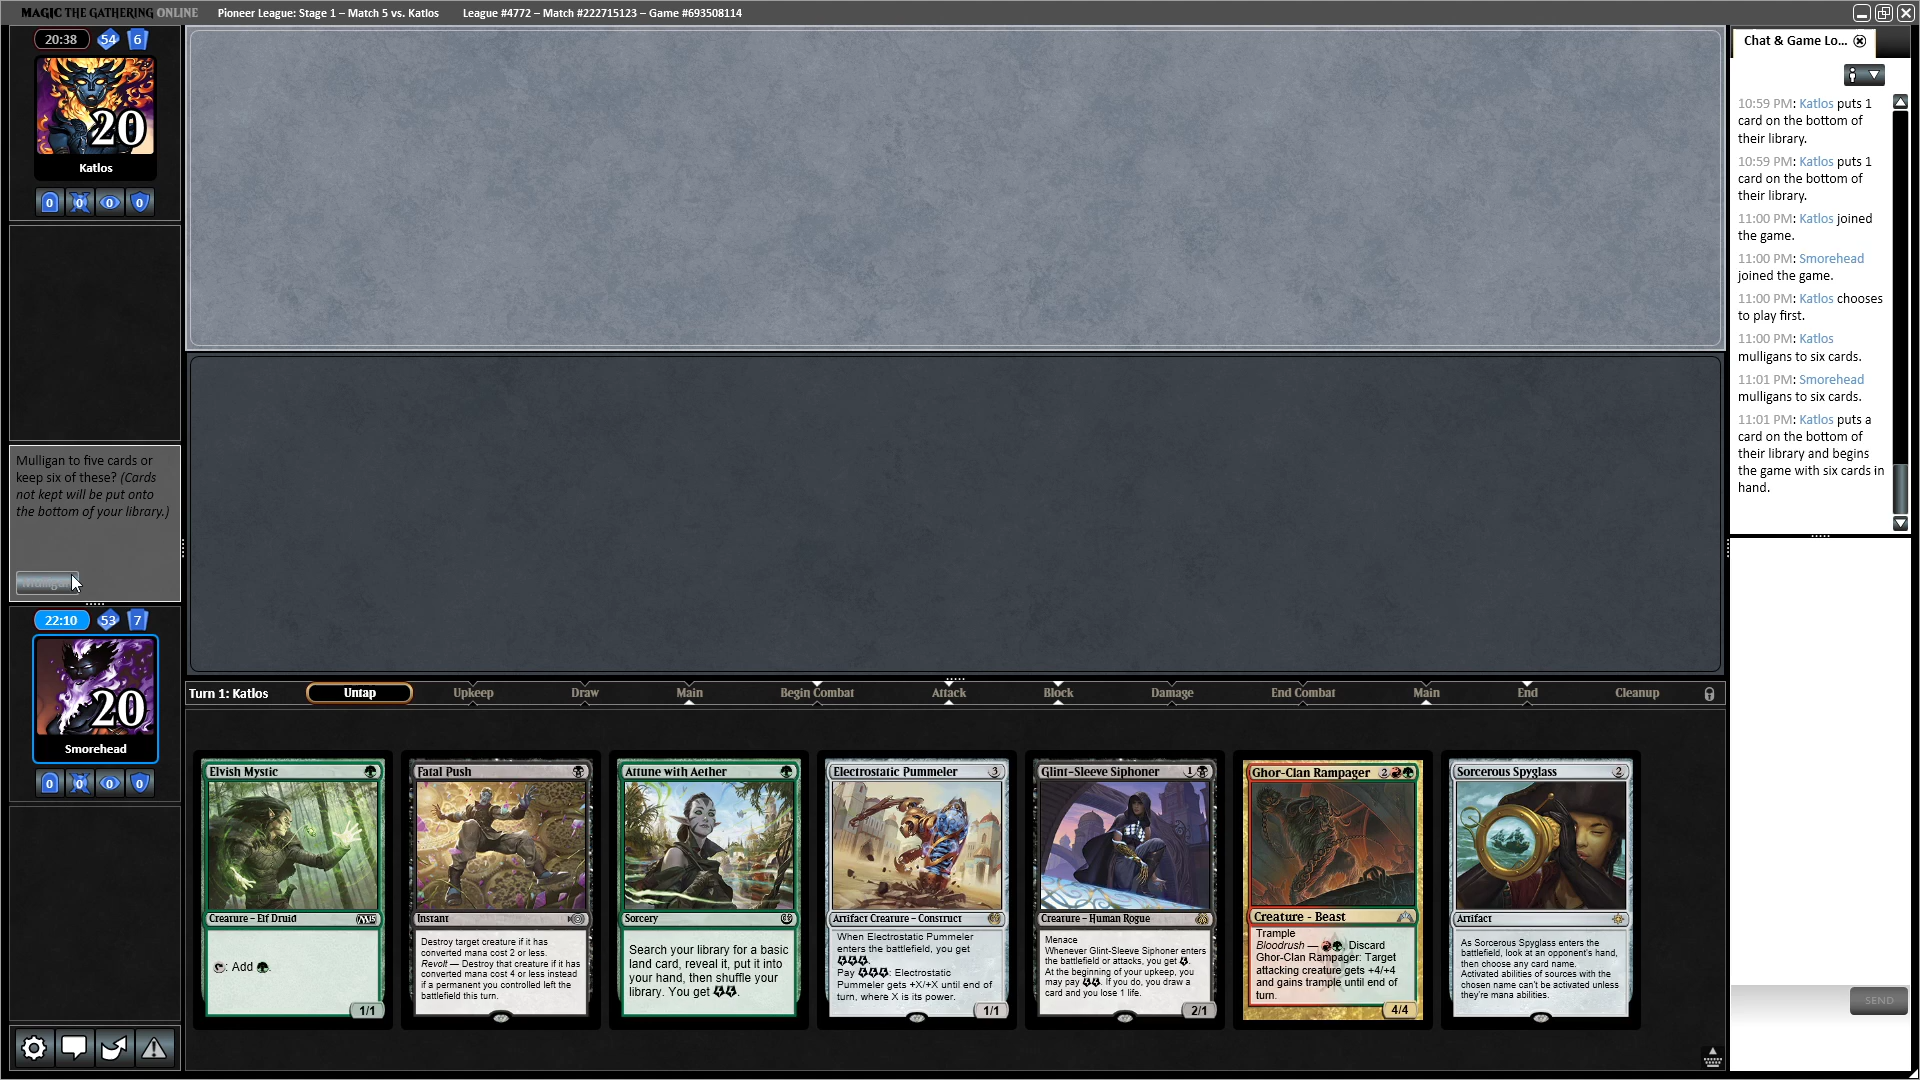 MAGIC THE GATHERING ONLINE
Pioneer League: Stage 1 – Match 5 vs. Katlos
League #4772 – Match #222715123 – Game #693508114
20:38
54
6
20
Katlos
0
0
0
0
Mulligan to five cards or
keep six of these? (Cards
not kept will be put onto
the bottom of your library.)
22:10
53
7
20
Smorehead
0
0
0
0
Turn 1: Katlos
Untap
Upkeep
Draw
Main
Begin Combat
Attack
Block
Damage
End Combat
Main
End
Cleanup
Elvish Mystic
Creature – Elf Druid
M15
: Add .
1/1
Fatal Push
Instant
Destroy target creature if it has
converted mana cost 2 or less.
Revolt — Destroy that creature if it has
converted mana cost 4 or less instead
if a permanent you controlled left the
battlefield this turn.
Attune with Aether
Sorcery
Search your library for a basic
land card, reveal it, put it into
your hand, then shuffle your
library. You get .
Electrostatic Pummeler
3
Artifact Creature – Construct
When Electrostatic Pummeler
enters the battlefield, you get
.
Pay : Electrostatic
Pummeler gets +X/+X until end of
turn, where X is its power.
1/1
Glint-Sleeve Siphoner
1
Creature – Human Rogue
Menace
Whenever Glint-Sleeve Siphoner enters
the battlefield or attacks, you get .
At the beginning of your upkeep, you
may pay . If you do, you draw a
card and you lose 1 life.
2/1
Ghor-Clan Rampager
2
Creature - Beast
Trample
Bloodrush — , Discard
Ghor-Clan Rampager: Target
attacking creature gets +4/+4
and gains trample until end of
turn.
4/4
Sorcerous Spyglass
2
Artifact
As Sorcerous Spyglass enters the
battlefield, look at an opponent's hand,
then choose any card name.
Activated abilities of sources with the
chosen name can't be activated unless
they're mana abilities.
Chat & Game Lo...
10:59 PM: Katlos puts 1
card on the bottom of
their library.
10:59 PM: Katlos puts 1
card on the bottom of
their library.
11:00 PM: Katlos joined
the game.
11:00 PM: Smorehead
joined the game.
11:00 PM: Katlos chooses
to play first.
11:00 PM: Katlos
mulligans to six cards.
11:01 PM: Smorehead
mulligans to six cards.
11:01 PM: Katlos puts a
card on the bottom of
their library and begins
the game with six cards in
hand.
SEND